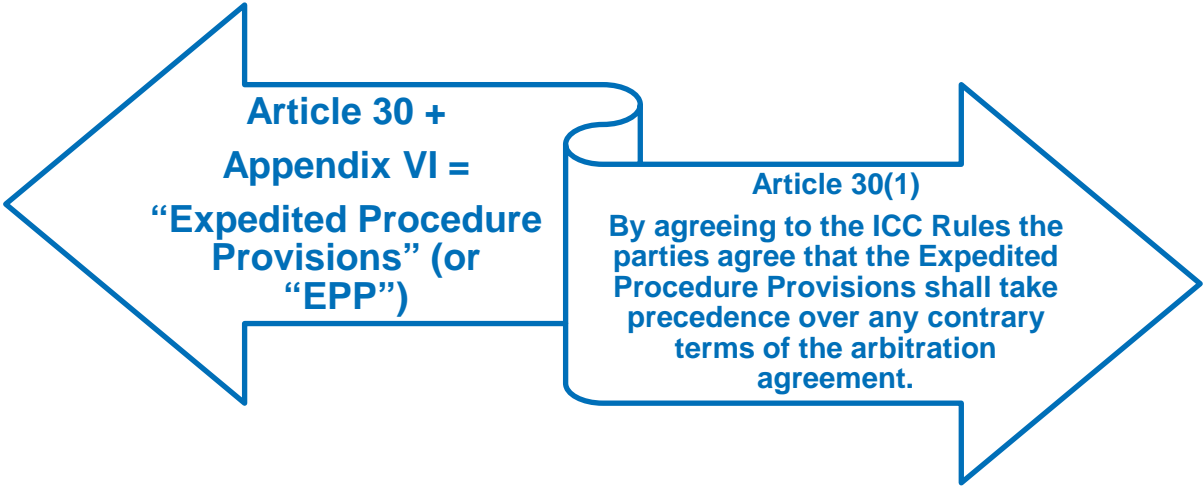 Article 30 +
Appendix VI =
“Expedited Procedure
Provisions” (or
“EPP”)
Article 30(1)
By agreeing to the ICC Rules the
parties agree that the Expedited
Procedure Provisions shall take
precedence over any contrary
terms of the arbitration
agreement.